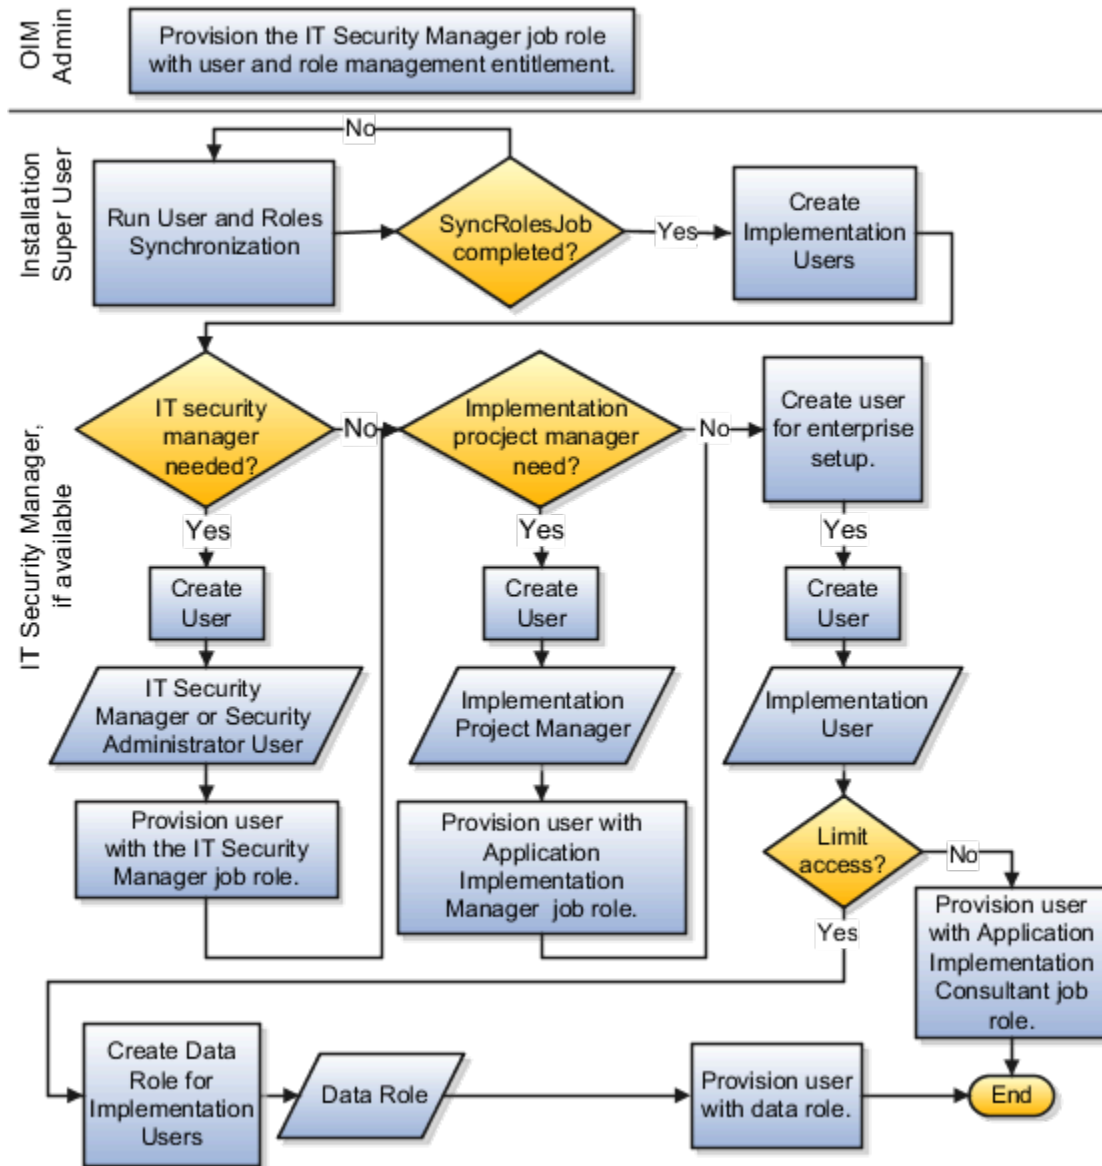 OIM
Admin
Provision the IT Security Manager job role
with user and role management entitlement.
Installation
Super User
No
Run User and Roles
Synchronization
SyncRolesJob
completed?
Yes
Create
Implementation
Users
IT Security Manager,
if available
IT security
manager
needed?
No
Implementation
procject manager
need?
No
Create user
for enterprise
setup.
Yes
Yes
Yes
Create
User
Create
User
Create
User
IT Security
Manager or Security
Administrator User
Implementation
Project Manager
Implementation
User
Provision user
with the IT Security
Manager job role.
Provision user with
Application
Implementation
Manager job role.
Limit
access?
No
Yes
Provision user
with Application
Implementation
Consultant job
role.
Create Data
Role for
Implementation
Users
Data Role
Provision user
with data role.
End